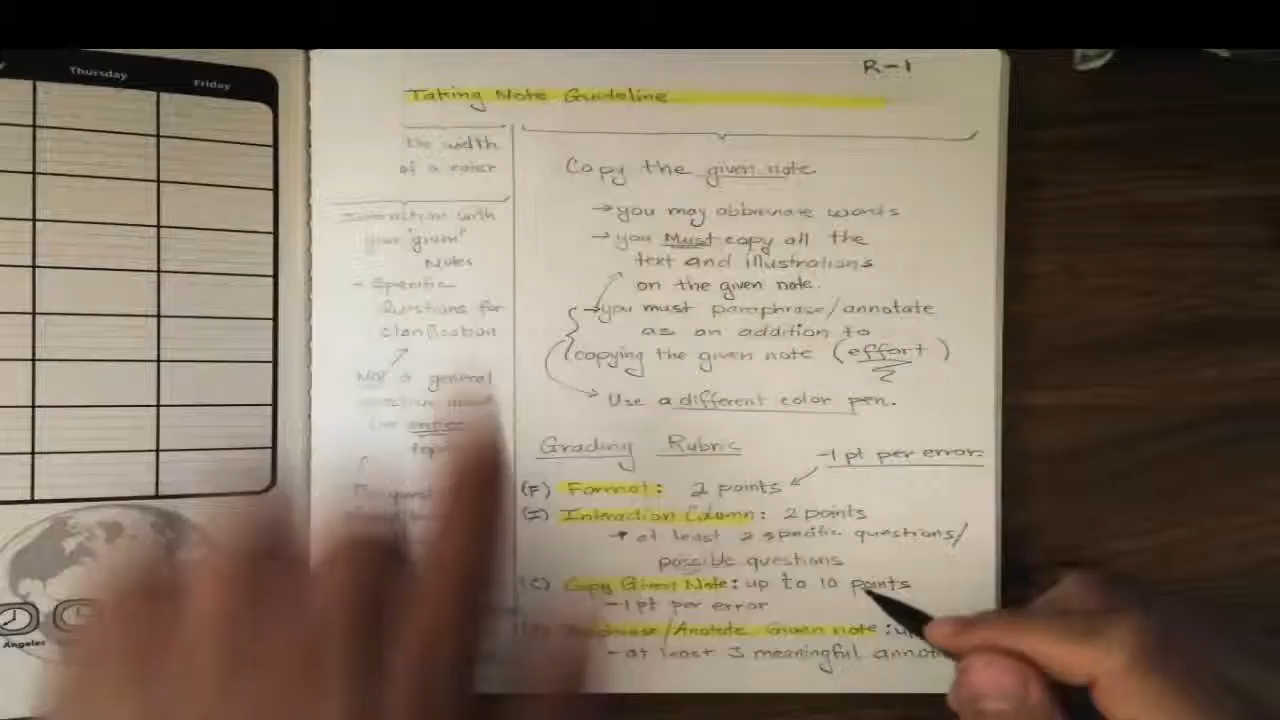 Thursday
Friday
R-1
Taking Note Guideline
the width
of a ruler
Interaction with
your "given"
Notes
- Specific
Questions for
clarification
Not a general
topic
Copy the given note
→ you may abbreviate words
→ you Must copy all the
text and illustrations
on the given note.
→ you must paraphrase/annotate
as an addition to
copying the given note (effort)
→ Use a different color pen.
Grading Rubric
-1 pt per error
(F) Format: 2 points
(I) Interaction Column: 2 points
→ at least 2 specific questions/
possible questions
(C) Copy Given Note: up to 10 points
-1 pt per error
/Anotate Given note:
- at least 3 meaningful
Angeles